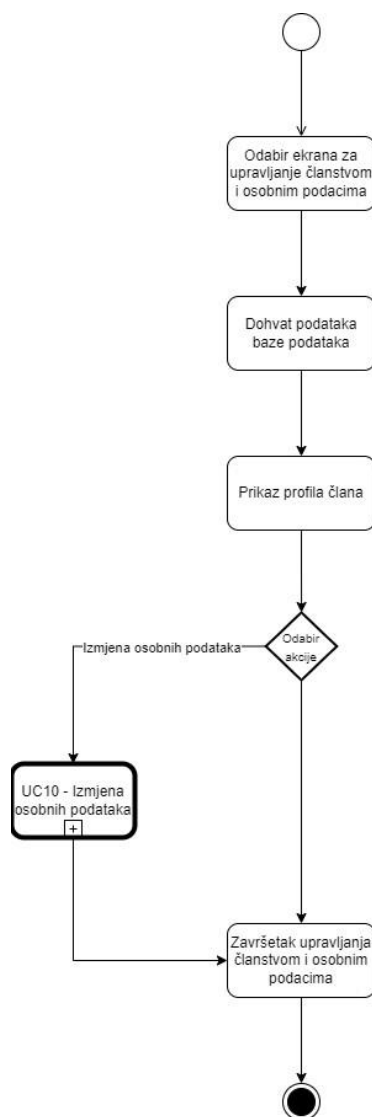 Odabir ekrana za
upravljanje članstvom
i osobnim podacima
Dohvat podataka
baze podataka
Prikaz profila člana
Odabir
akcije
Izmjena osobnih podataka
UC10 - Izmjena
osobnih podataka
+
Završetak upravljanja
članstvom i osobnim
podacima